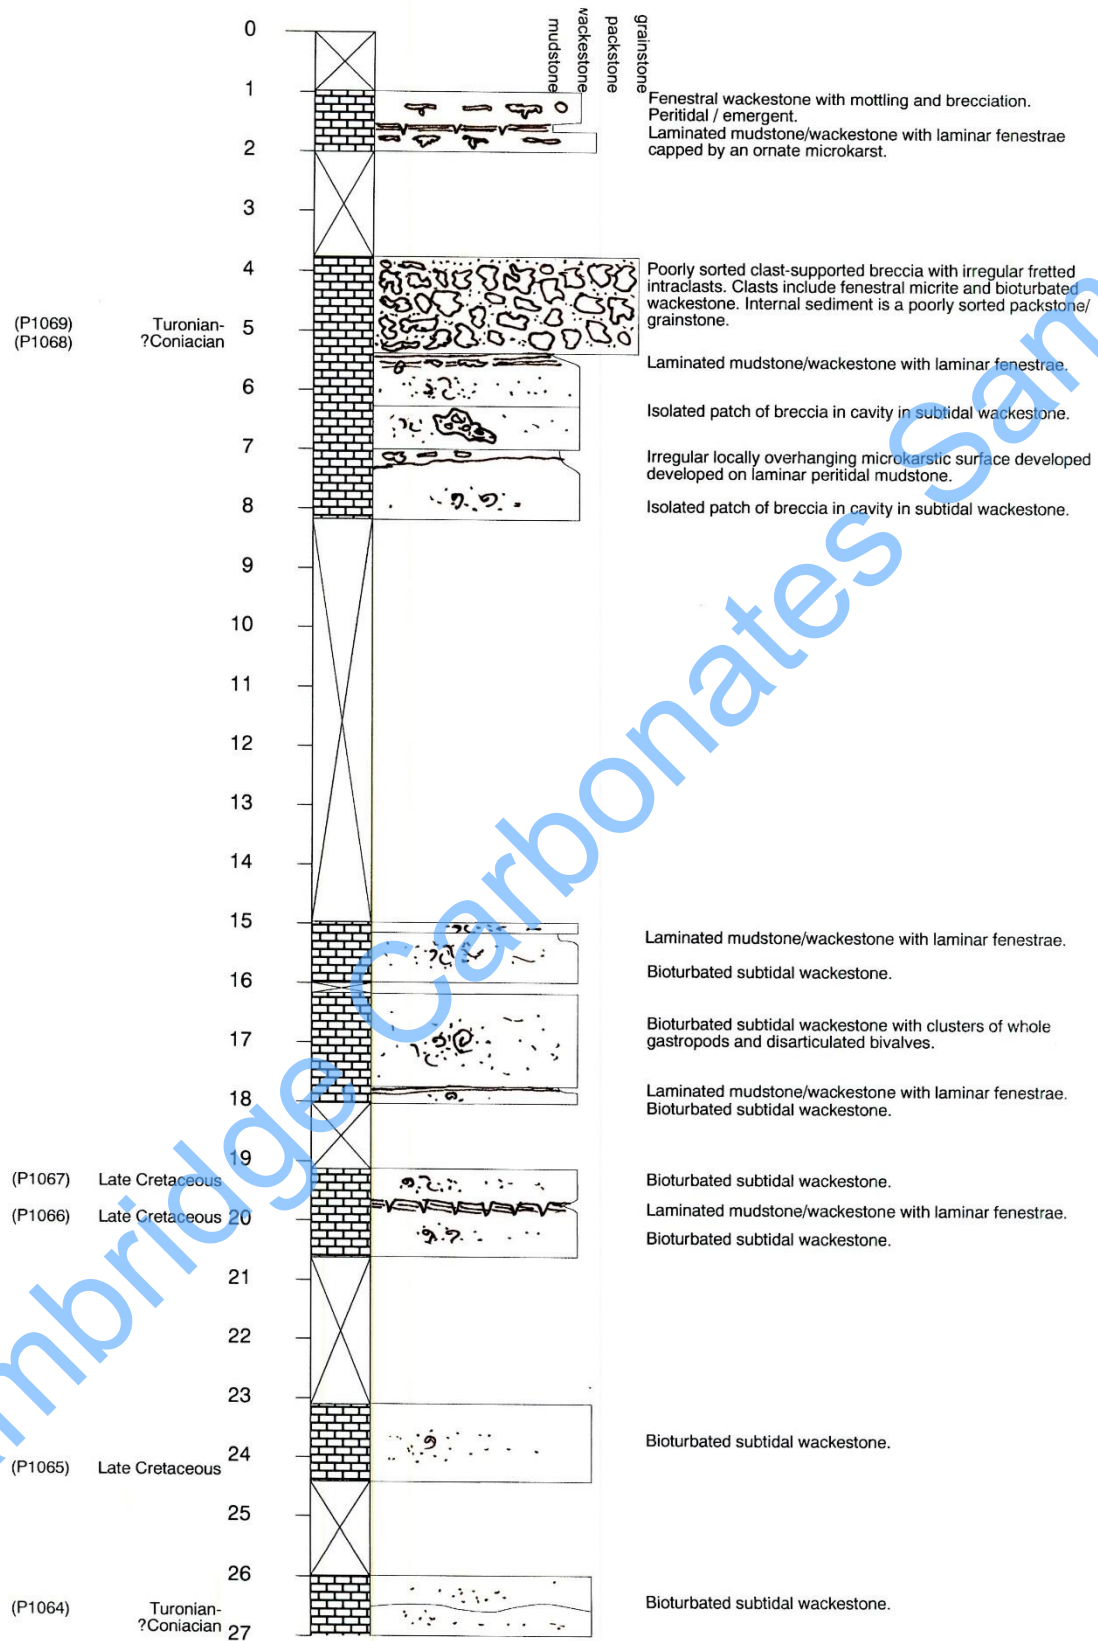 grainstone
packstone
wackestone
mudstone
0
1
Fenestral wackestone with mottling and brecciation.
Peritidal / emergent.
Laminated mudstone/wackestone with laminar fenestrae
capped by an ornate microkarst.
2
3
4
Poorly sorted clast-supported breccia with irregular fretted
intraclasts. Clasts include fenestral micrite and bioturbated
wackestone. Internal sediment is a poorly sorted packstone/
grainstone.
(P1069) Turonian-
5
(P1068) ?Coniacian
Laminated mudstone/wackestone with laminar fenestrae.
6
Isolated patch of breccia in cavity in subtidal wackestone.
7
Irregular locally overhanging microkarstic surface developed
developed on laminar peritidal mudstone.
8
Isolated patch of breccia in cavity in subtidal wackestone.
9
10
11
12
13
14
15
Laminated mudstone/wackestone with laminar fenestrae.
Bioturbated subtidal wackestone.
16
17
Bioturbated subtidal wackestone with clusters of whole
gastropods and disarticulated bivalves.
18
Laminated mudstone/wackestone with laminar fenestrae.
Bioturbated subtidal wackestone.
19
(P1067) Late Cretaceous
Bioturbated subtidal wackestone.
(P1066) Late Cretaceous 20
Laminated mudstone/wackestone with laminar fenestrae.
Bioturbated subtidal wackestone.
21
22
23
24
Bioturbated subtidal wackestone.
(P1065) Late Cretaceous
25
26
(P1064) Turonian-
?Coniacian
Bioturbated subtidal wackestone.
27
mbridge Carbonates Sam